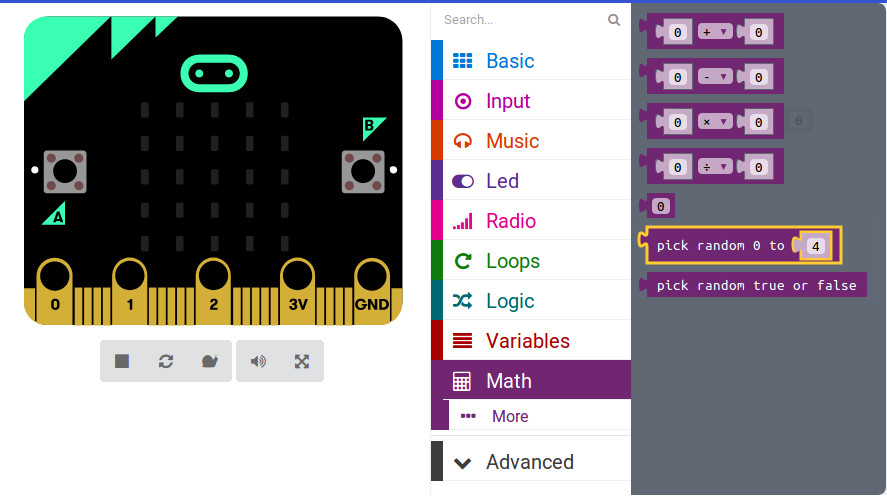 B
A
0 1 2 3V GND
Search...
Basic
Input
Music
Led
Radio
Loops
Logic
Variables
Math
More
Advanced
0 + 0
0 - 0
0 × 0
0
0 ÷ 0
0
pick random 0 to 4
pick random true or false